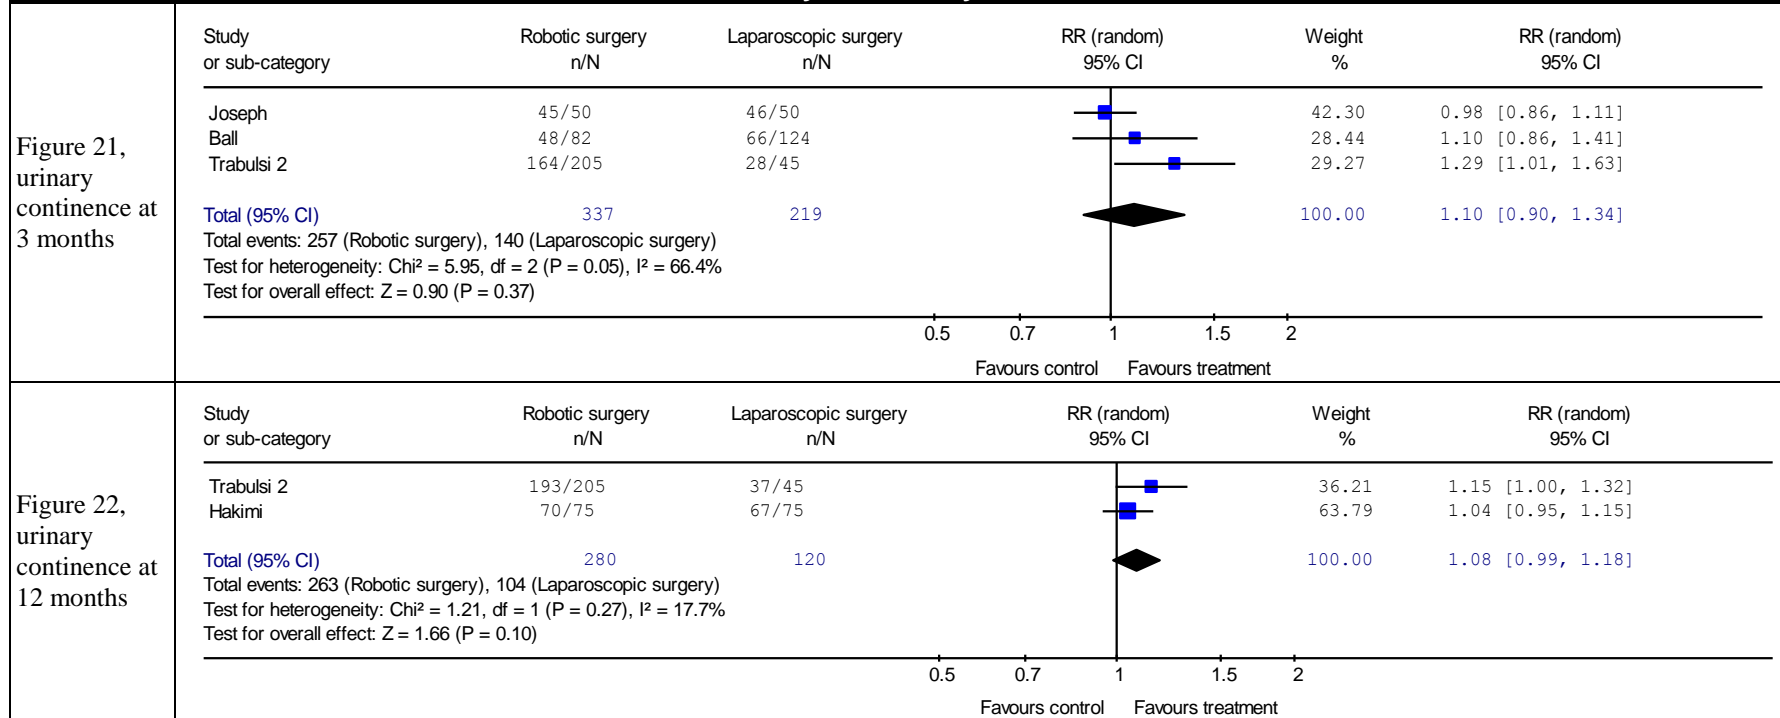 Figure 21,
urinary
continence at
3 months
Study Robotic surgery Laparoscopic surgery RR (random) Weight RR (random)
or sub-category n/N n/N 95% CI % 95% CI
Joseph 45/50 46/50 42.30 0.98 [0.86, 1.11]
Ball 48/82 66/124 28.44 1.10 [0.86, 1.41]
Trabulsi 2 164/205 28/45 29.27 1.29 [1.01, 1.63]
Total (95% CI) 337 219 100.00 1.10 [0.90, 1.34]
Total events: 257 (Robotic surgery), 140 (Laparoscopic surgery)
Test for heterogeneity: Chi² = 5.95, df = 2 (P = 0.05), I² = 66.4%
Test for overall effect: Z = 0.90 (P = 0.37)
0.5 0.7 1 1.5 2
Favours control Favours treatment
Figure 22,
urinary
continence at
12 months
Study Robotic surgery Laparoscopic surgery RR (random) Weight RR (random)
or sub-category n/N n/N 95% CI % 95% CI
Trabulsi 2 193/205 37/45 36.21 1.15 [1.00, 1.32]
Hakimi 70/75 67/75 63.79 1.04 [0.95, 1.15]
Total (95% CI) 280 120 100.00 1.08 [0.99, 1.18]
Total events: 263 (Robotic surgery), 104 (Laparoscopic surgery)
Test for heterogeneity: Chi² = 1.21, df = 1 (P = 0.27), I² = 17.7%
Test for overall effect: Z = 1.66 (P = 0.10)
0.5 0.7 1 1.5 2
Favours control Favours treatment